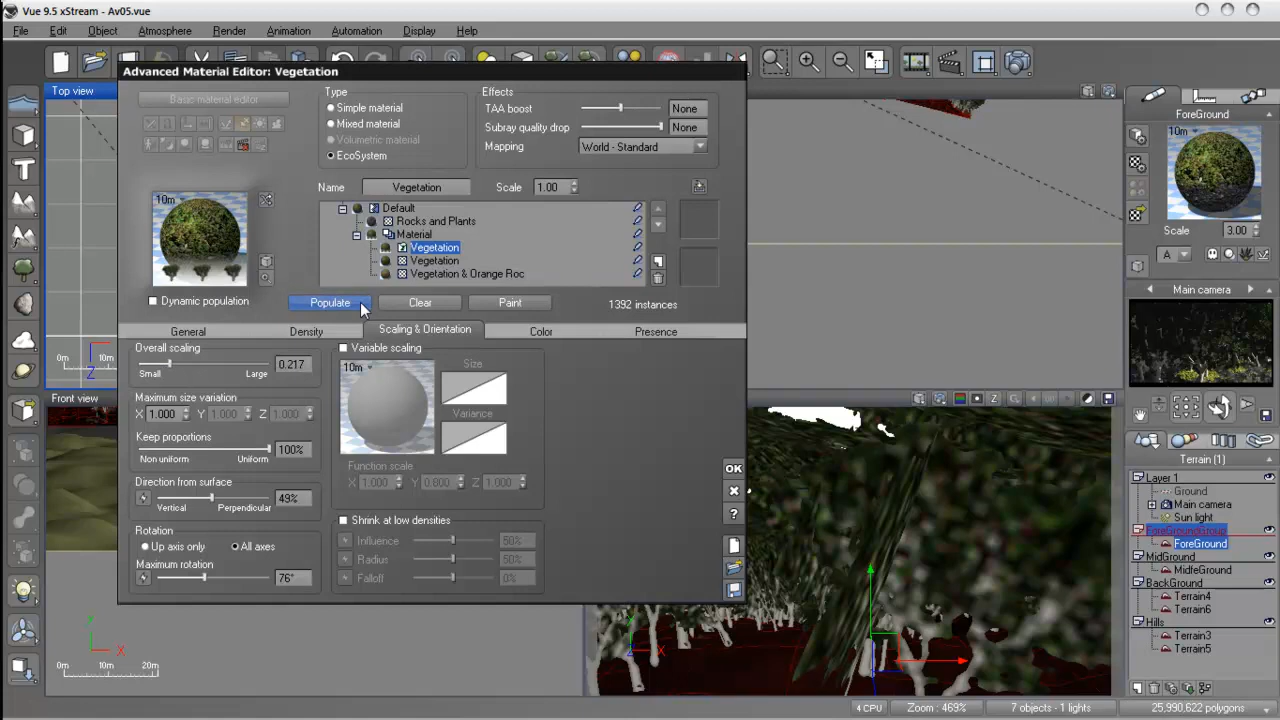 Vue 9.5 xStream - Av05.vue
File Edit Object Atmosphere Render Animation Automation Display Help
Top view
Advanced Material Editor: Vegetation
Basic material editor
Type
Simple material
Mixed material
Volumetric material
EcoSystem
Effects
TAA boost None
Subray quality drop None
Mapping World - Standard
Name Vegetation Scale 1.00
10m
Default
Rocks and Plants
Material
Vegetation
Vegetation
Vegetation & Orange Roc
Dynamic population
Populate Clear Paint 1392 instances
General Density Scaling & Orientation Color Presence
Overall scaling
0.217
Small Large
Maximum size variation
X 1.000 Y 1.000 Z 1.000
Keep proportions
100%
Non uniform Uniform
Direction from surface
49%
Vertical Perpendicular
Rotation
Up axis only All axes
Maximum rotation
76°
Variable scaling
10m
Size
Variance
Function scale
X 1.000 Y 0.800 Z 1.000
Shrink at low densities
Influence 50%
Radius 50%
Falloff 0%
OK
0m 10m
Z
Front view
Y
X
0m 10m 20m
Y
Z X
ForeGround
10m
Scale 3.00
A
Main camera
Z
Terrain (1)
Layer 1
Ground
Main camera
Sun light
ForeGroundGroup
ForeGround
MidGround
MidfeGround
BackGround
Terrain4
Terrain6
Hills
Terrain3
Terrain5
4 CPU Zoom : 469% 7 objects - 1 lights 25,990,622 polygons